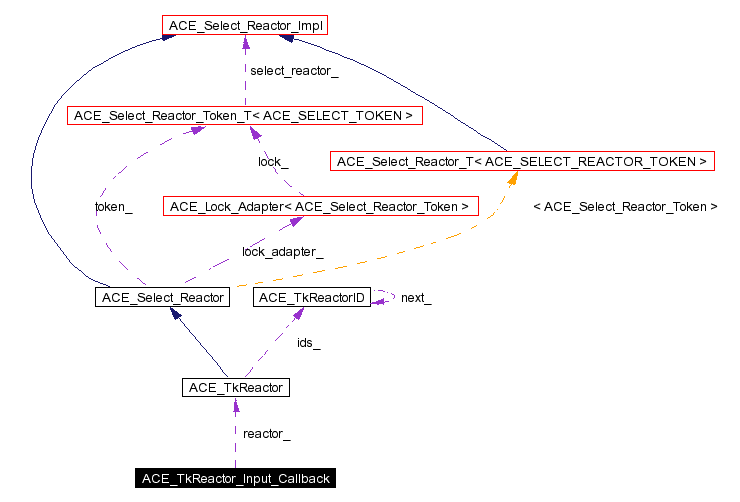 ACE_Select_Reactor_Impl
select_reactor_
ACE_Select_Reactor_Token_T< ACE_SELECT_TOKEN >
lock_
ACE_Select_Reactor_T< ACE_SELECT_REACTOR_TOKEN >
token_
ACE_Lock_Adapter< ACE_Select_Reactor_Token >
< ACE_Select_Reactor_Token >
lock_adapter_
ACE_Select_Reactor
ACE_TkReactorID
next_
ids_
ACE_TkReactor
reactor_
ACE_TkReactor_Input_Callback